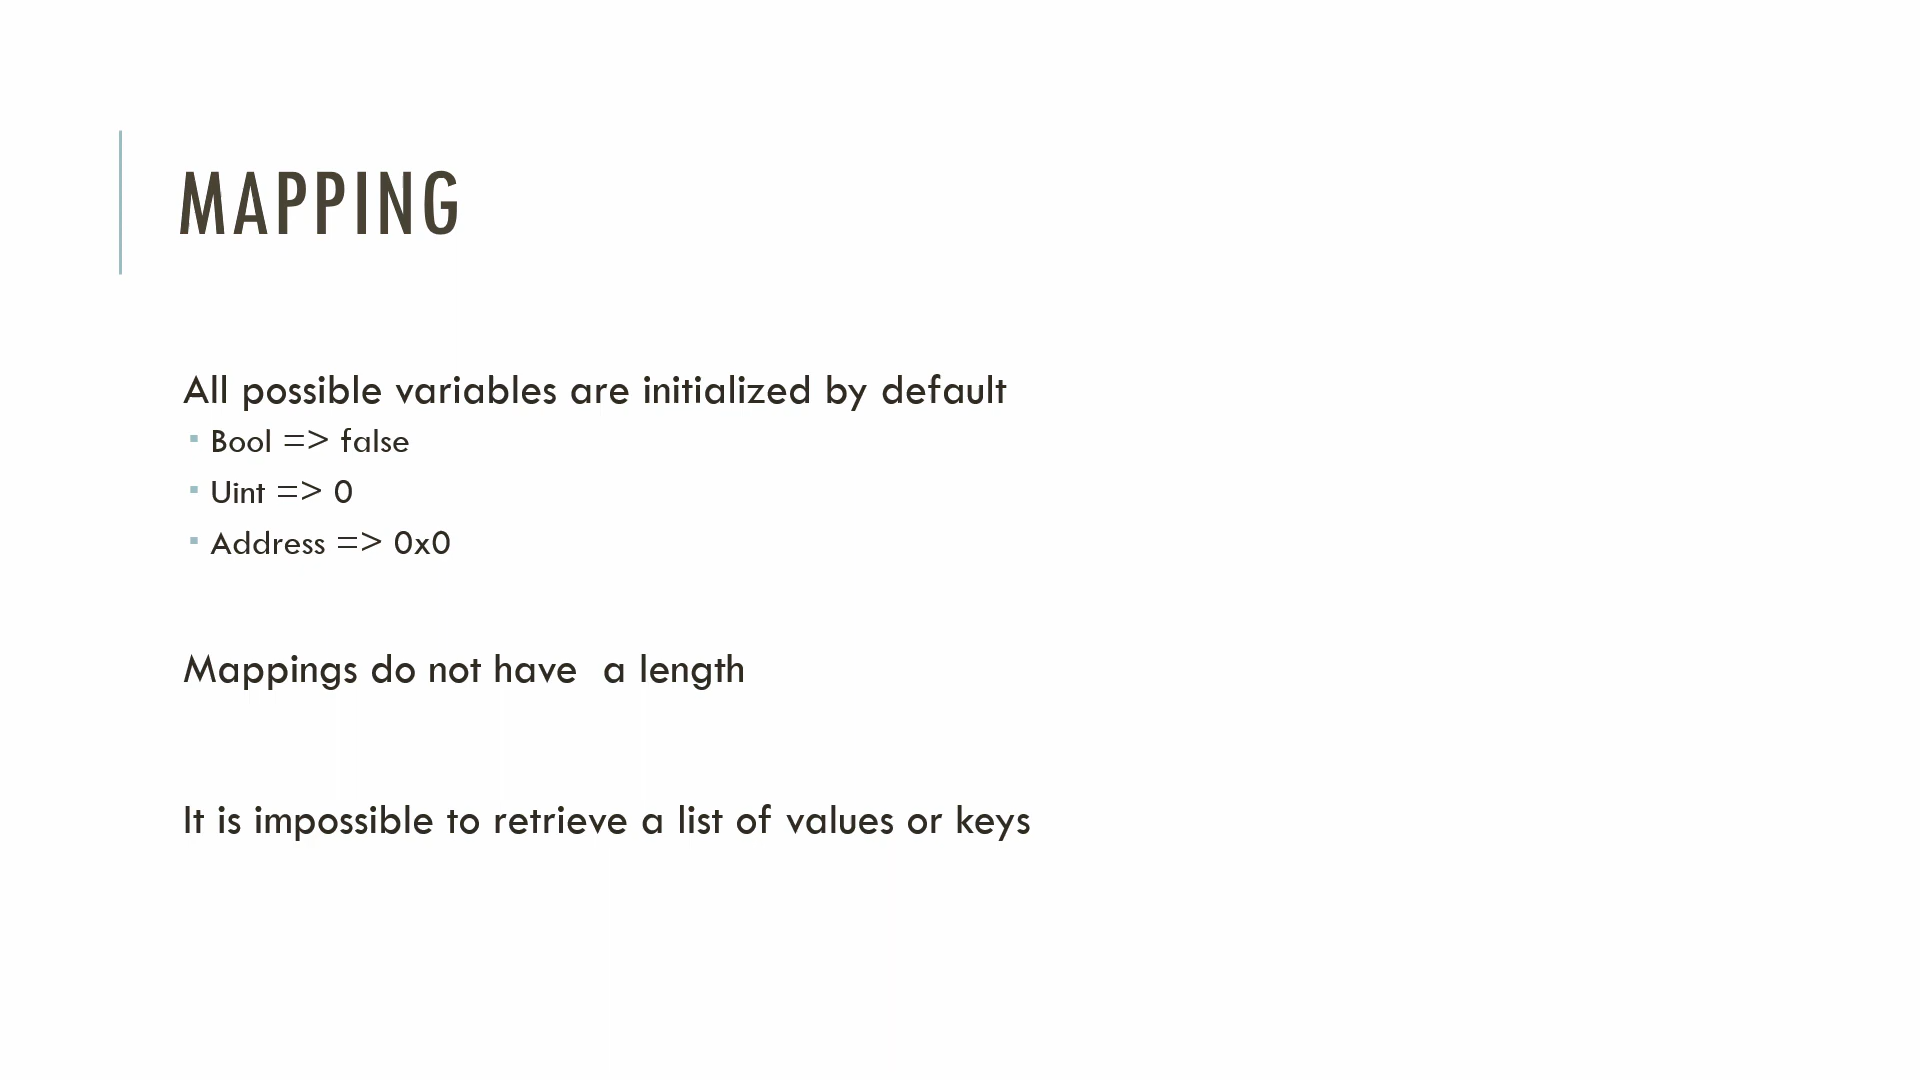 MAPPING
All possible variables are initialized by default
▪ Bool => false
▪ Uint => 0
▪ Address => 0x0
Mappings do not have  a length
It is impossible to retrieve a list of values or keys